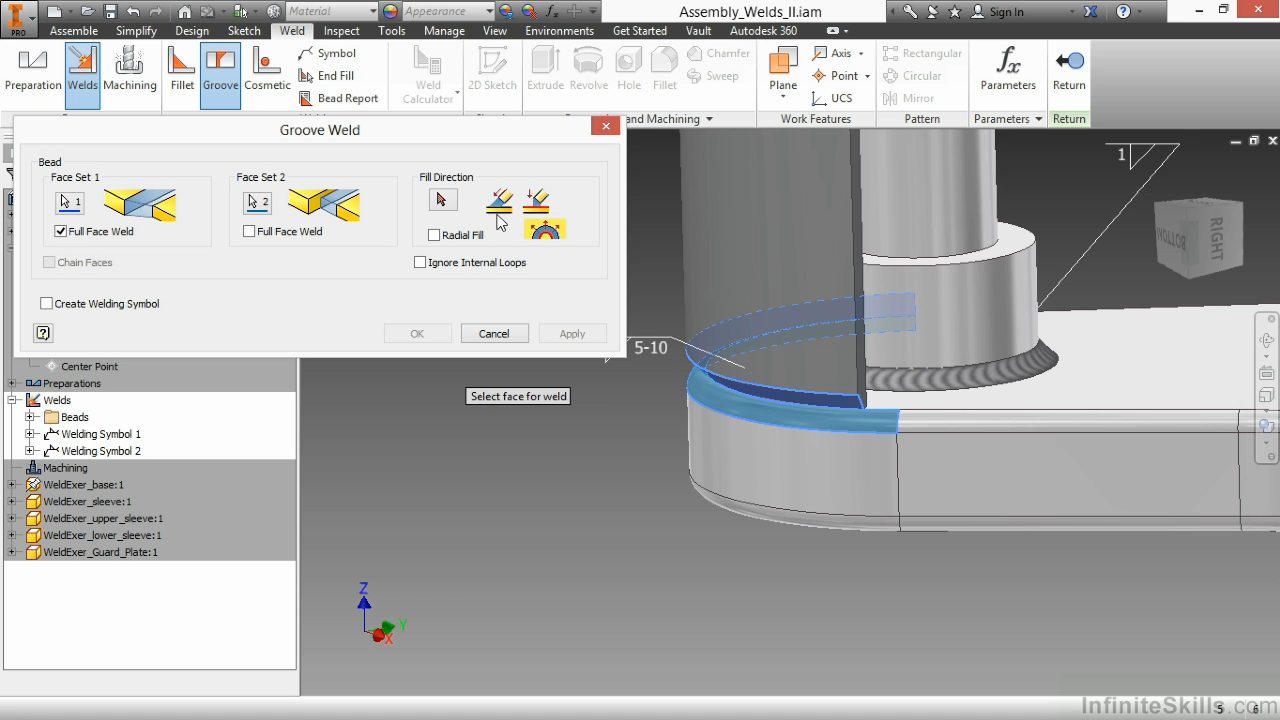 PRO
Material
Appearance
Assembly_Welds_II.iam
Sign In
Assembly Simplify Design Sketch Weld Inspect Tools Manage View Environments Get Started Vault Autodesk 360
Preparation Welds Machining
Fillet Groove Cosmetic
Symbol
End Fill
Bead Report
Weld Calculator
2D Sketch
Extrude Revolve Hole Fillet
Chamfer
Sweep
Plane
Axis
Point
UCS
Rectangular
Circular
Mirror
Parameters
Return
and Machining Work Features Pattern Parameters Return
Groove Weld
Bead
Face Set 1
1
Full Face Weld
Face Set 2
2
Full Face Weld
Fill Direction
Radial Fill
Chain Faces
Ignore Internal Loops
Create Welding Symbol
OK Cancel Apply
Center Point
Preparations
Welds
Beads
Welding Symbol 1
Welding Symbol 2
Machining
WeldExer_base:1
WeldExer_sleeve:1
WeldExer_upper_sleeve:1
WeldExer_lower_sleeve:1
WeldExer_Guard_Plate:1
Select face for weld
5-10
1
BOTTOM
RIGHT
Z
Y
X
InfiniteSkills.com
5 6